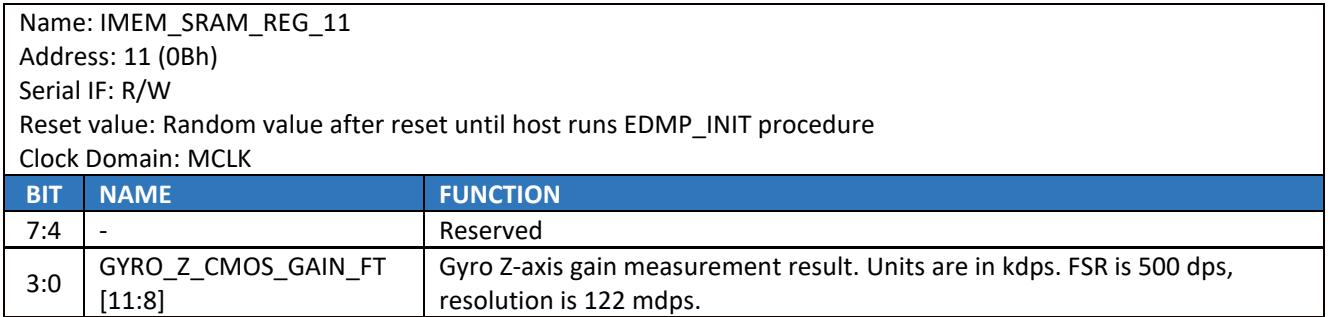 Name: IMEM_SRAM_REG_11
Address: 11 (0Bh)
Serial IF: R/W
Reset value: Random value after reset until host runs EDMP_INIT procedure
Clock Domain: MCLK
BIT NAME FUNCTION
7:4 - Reserved
3:0 GYRO_Z_CMOS_GAIN_FT [11:8] Gyro Z-axis gain measurement result. Units are in kdps. FSR is 500 dps,
resolution is 122 mdps.